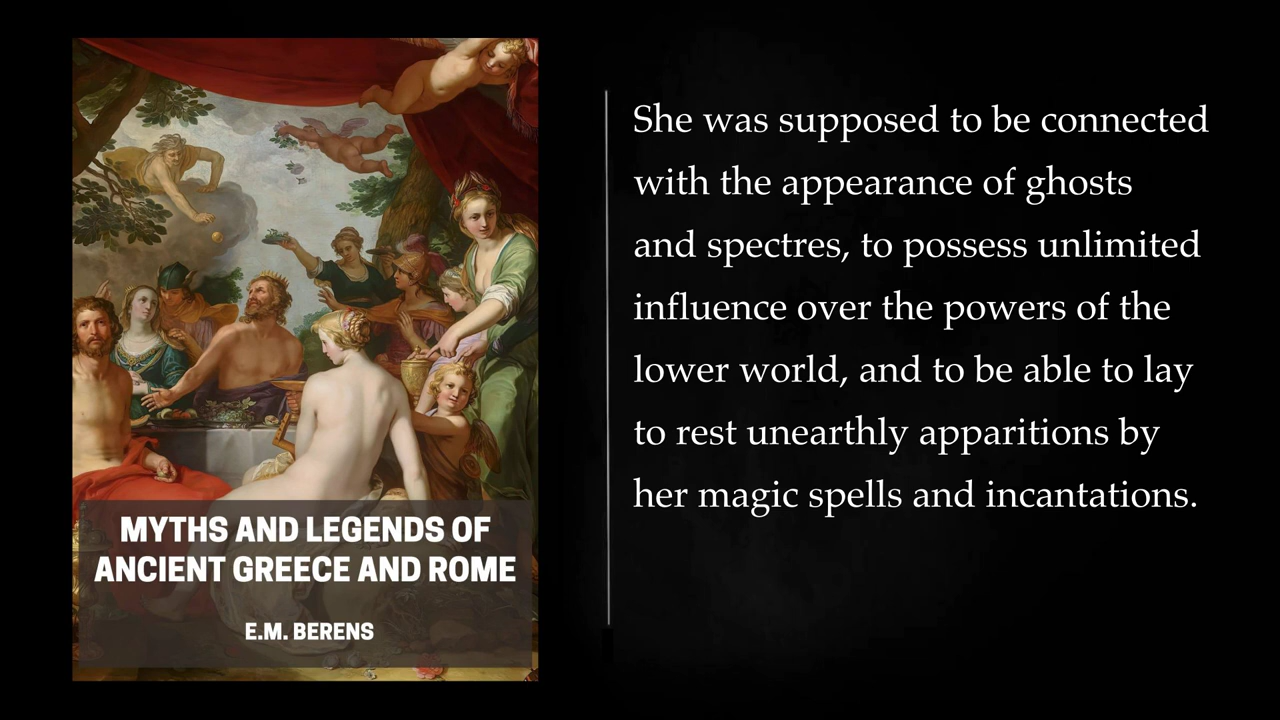 MYTHS AND LEGENDS OF
ANCIENT GREECE AND ROME
E.M. BERENS
She was supposed to be connected
with the appearance of ghosts
and spectres, to possess unlimited
influence over the powers of the
lower world, and to be able to lay
to rest unearthly apparitions by
her magic spells and incantations.